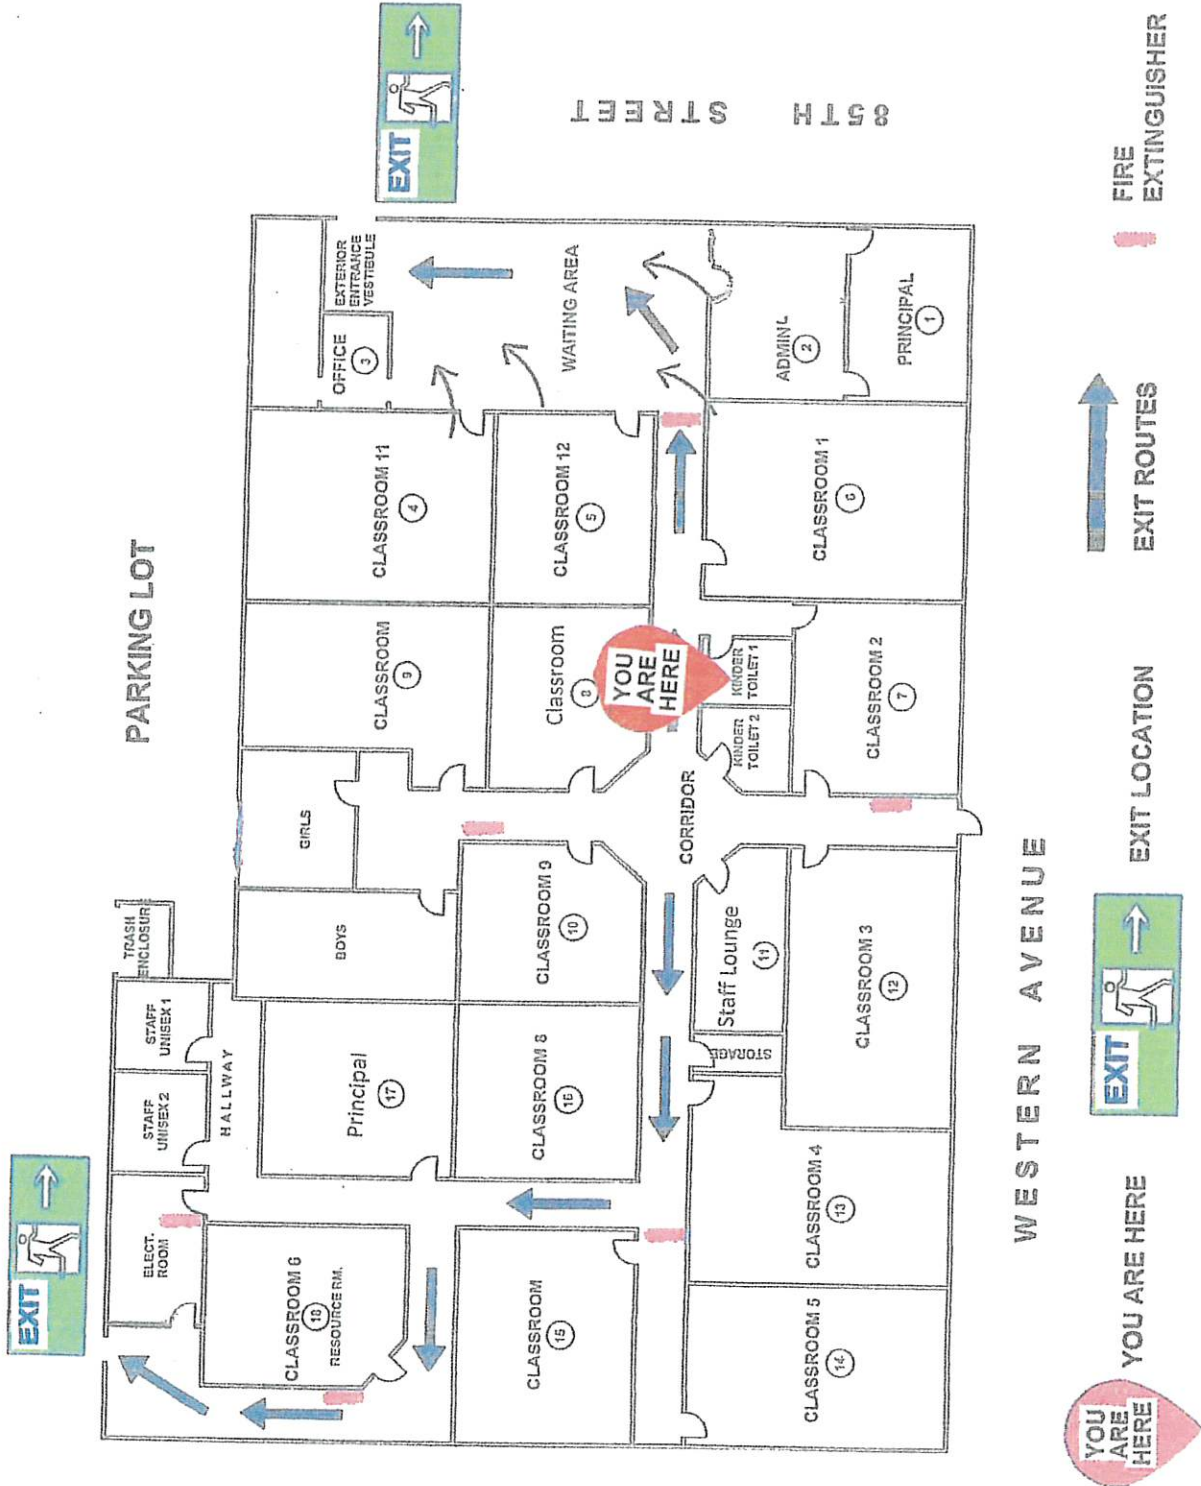 EXIT
PARKING LOT
ELECT.
ROOM
STAFF
UNISEX 2
STAFF
UNISEX 1
TRASH
ENCLOSUR
HALLWAY
CLASSROOM 6
18
RESOURCE RM.
Principal
17
BOYS
GIRLS
CLASSROOM
9
CLASSROOM 11
4
OFFICE
3
EXTERIOR
ENTRANCE
VESTIBULE
EXIT
CLASSROOM
15
CLASSROOM 8
16
CLASSROOM 9
10
Classroom
8
CLASSROOM 12
5
WAITING AREA
85TH STREET
YOU
ARE
HERE
CORRIDOR
STORAGE
Staff Lounge
11
KINDER
TOILET 2
KINDER
TOILET 1
CLASSROOM 5
14
CLASSROOM 4
13
CLASSROOM 3
12
CLASSROOM 2
7
CLASSROOM 1
6
ADMINL
2
PRINCIPAL
1
WESTERN AVENUE
YOU
ARE
HERE
YOU ARE HERE
EXIT
EXIT LOCATION
EXIT ROUTES
FIRE
EXTINGUISHER